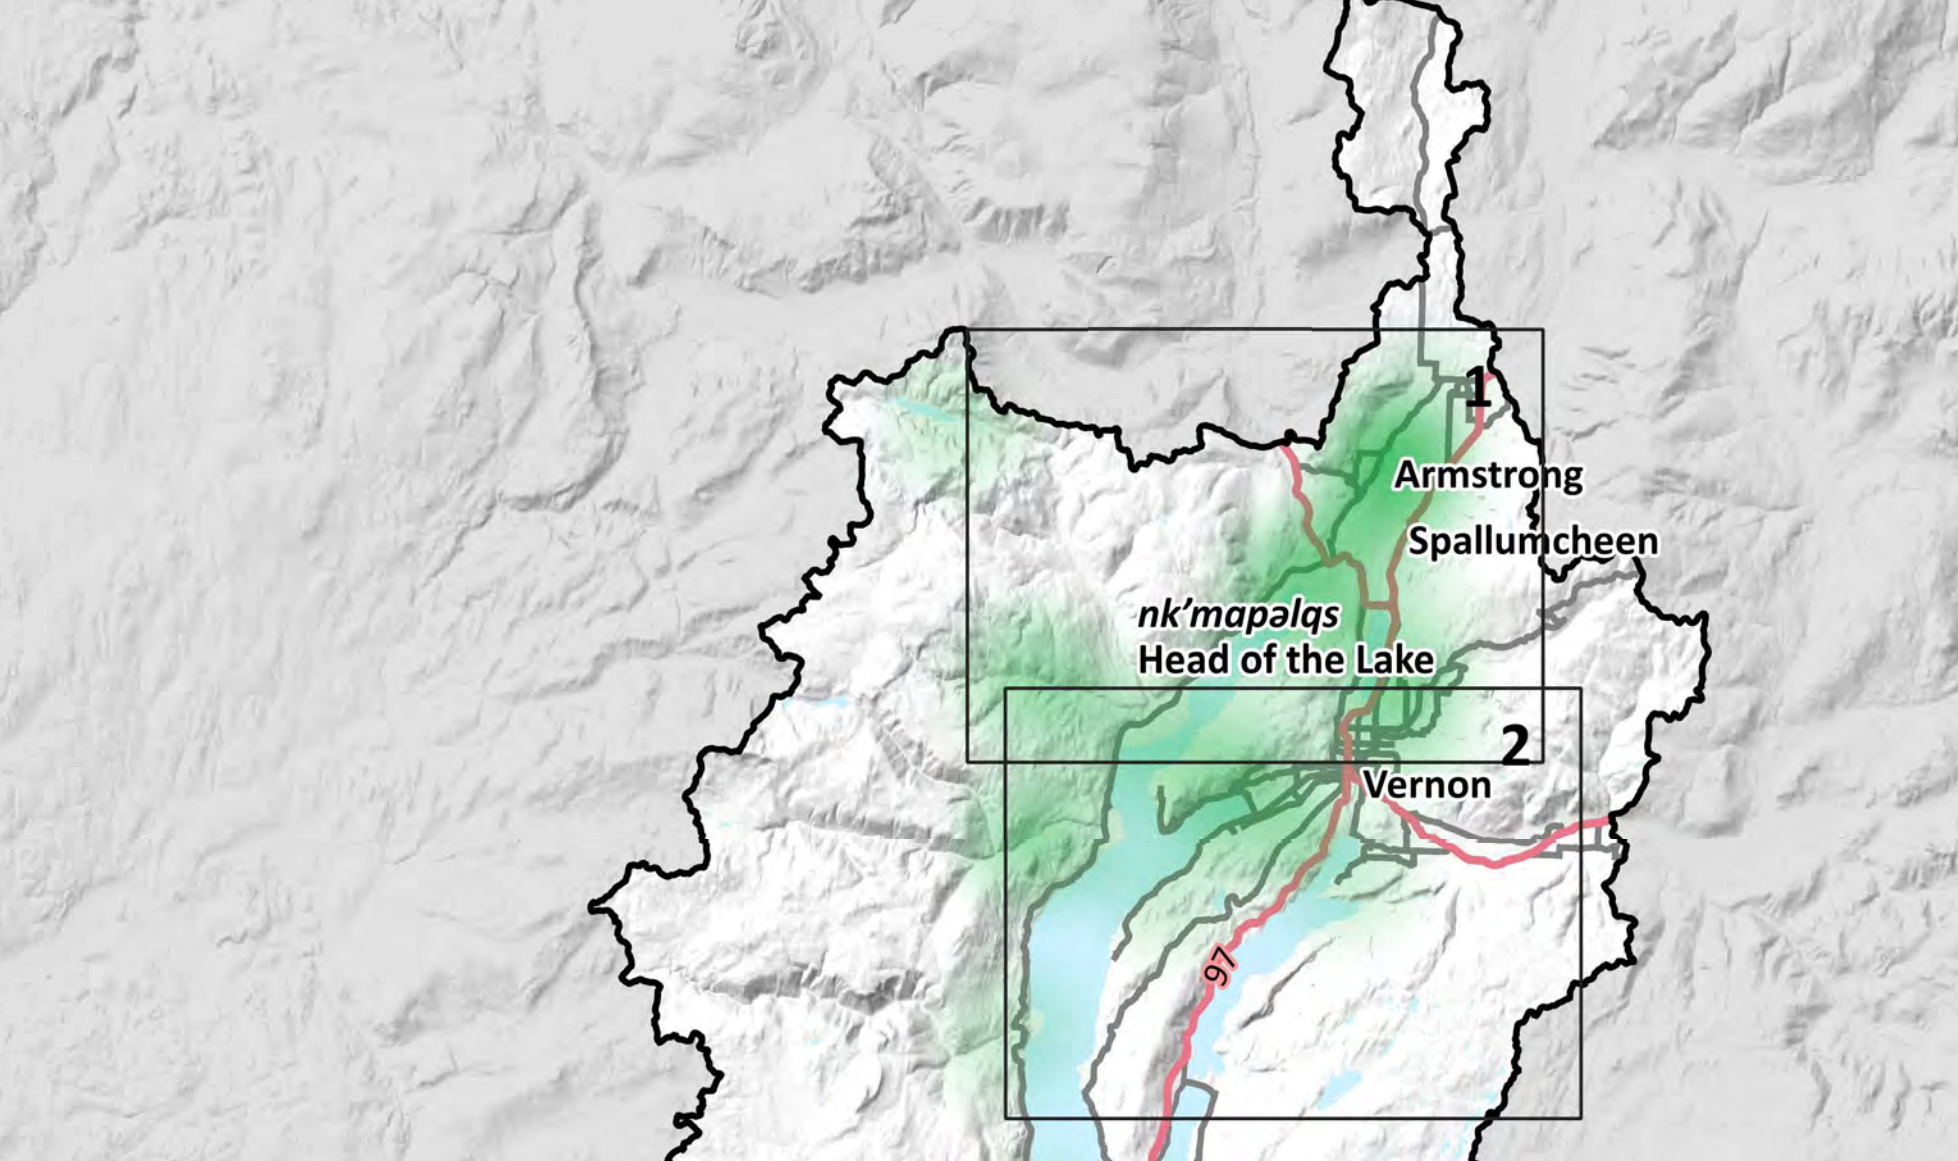 1
Armstrong
Spallumcheen
nk’mapəlqs
Head of the Lake
2
Vernon
97